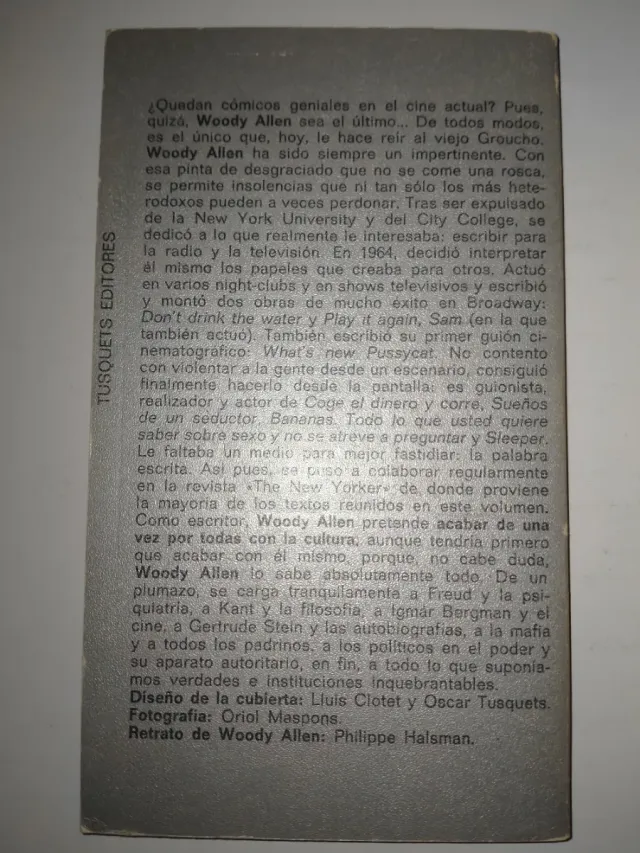 ¿Quedan cómicos geniales en el cine actual? Pues,
quizá, Woody Allen sea el último... De todos modos,
es el único que, hoy, le hace reír al viejo Groucho.
Woody Allen ha sido siempre un impertinente. Con
esa pinta de desgraciado que no se come una rosca,
se permite insolencias que ni tan sólo los más hete-
rodoxos pueden a veces perdonar. Tras ser expulsado
de la New York University y del City College, se
dedicó a lo que realmente le interesaba: escribir para
la radio y la televisión. En 1964, decidió interpretar
él mismo los papeles que creaba para otros. Actuó
en varios night-clubs y en shows televisivos y escribió
y montó dos obras de mucho éxito en Broadway:
Don't drink the water y Play it again, Sam (en la que
también actuó). También escribió su primer guión ci-
nematográfico: What's new Pussycat. No contento
con violentar a la gente desde un escenario, consiguió
finalmente hacerlo desde la pantalla: es guionista,
realizador y actor de Coge el dinero y corre, Sueños
de un seductor, Bananas. Todo lo que usted quiere
saber sobre sexo y no se atreve a preguntar y Sleeper.
Le faltaba un medio para mejor fastidiar: la palabra
escrita. Así pues, se puso a colaborar regularmente
en la revista «The New Yorker» de donde proviene
la mayoría de los textos reunidos en este volumen.
Como escritor, Woody Allen pretende acabar de una
vez por todas con la cultura, aunque tendría primero
que acabar con él mismo, porque, no cabe duda,
Woody Allen lo sabe absolutamente todo. De un
plumazo, se carga tranquilamente a Freud y la psi-
quiatría, a Kant y la filosofía, a Igmár Bergman y el
cine, a Gertrude Stein y las autobiografías, a la mafia
y a todos los padrinos, a los políticos en el poder y
su aparato autoritario, en fin, a todo lo que suponía-
mos verdades e instituciones inquebrantables.
Diseño de la cubierta: Lluís Clotet y Oscar Tusquets.
Fotografía: Oriol Maspons.
Retrato de Woody Allen: Philippe Halsman.
TUSQUETS EDITORES